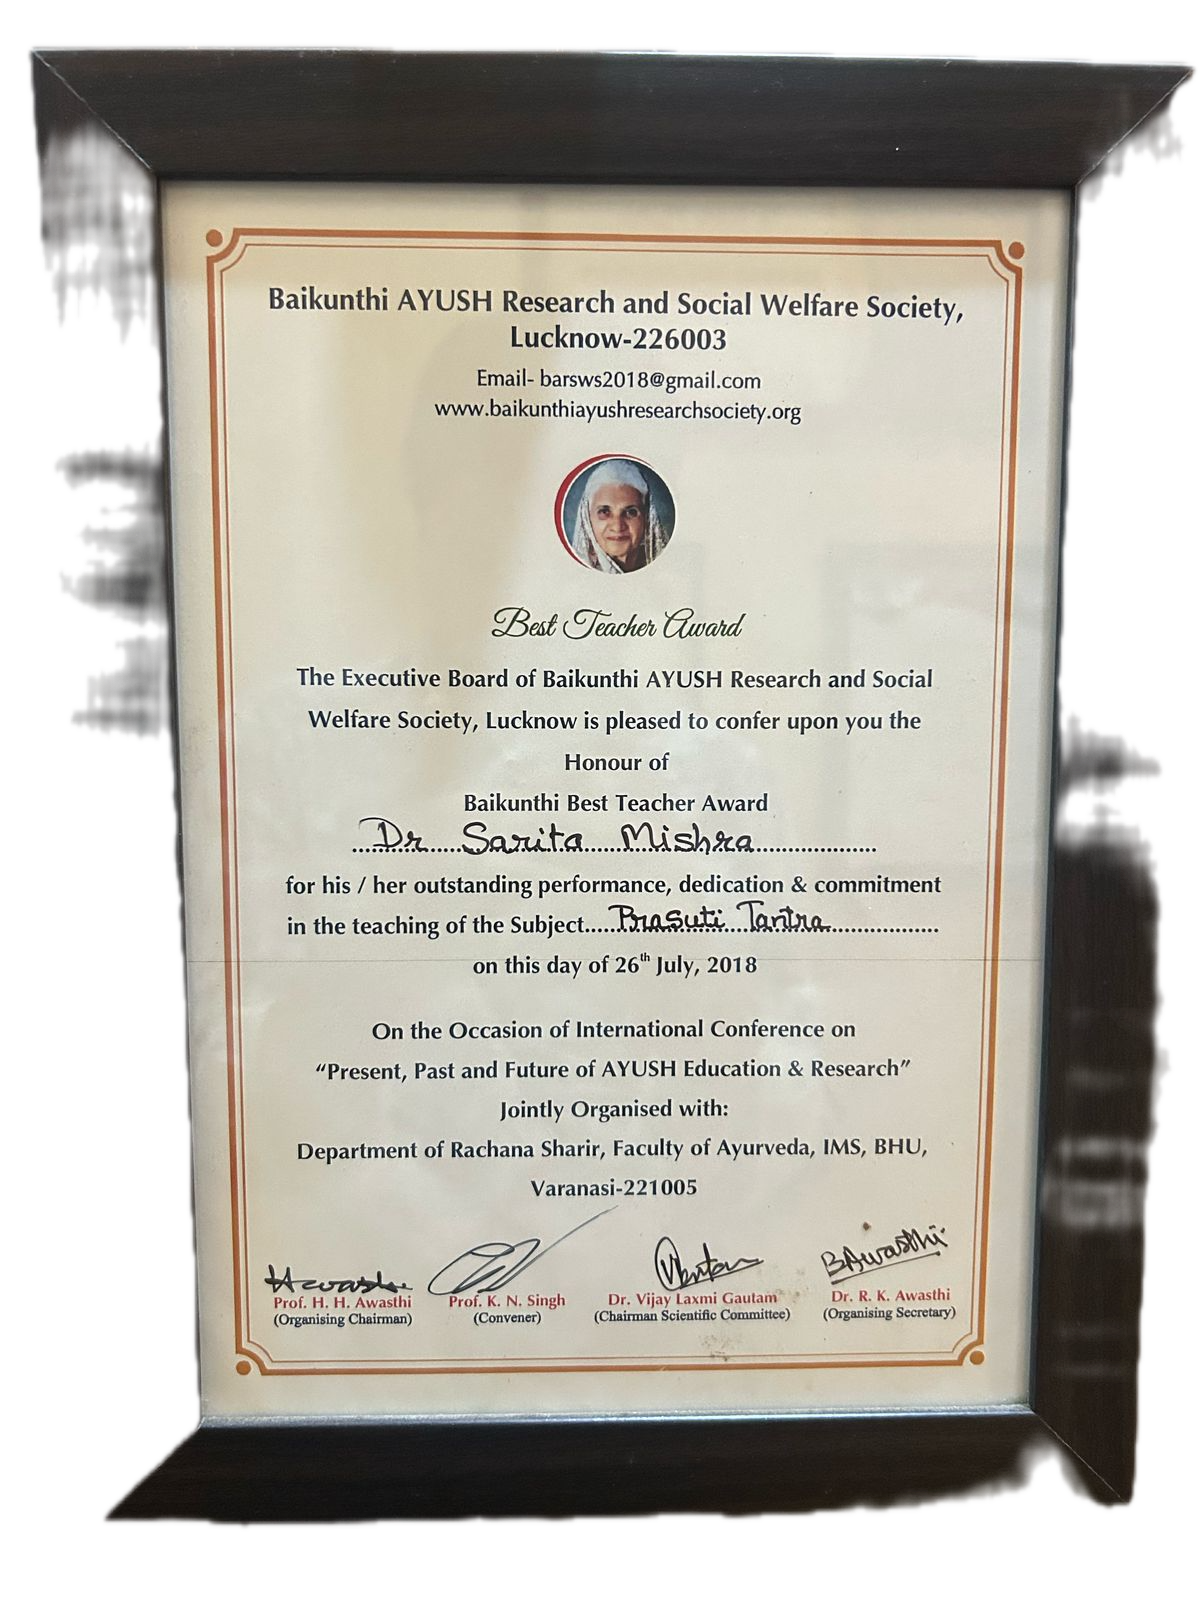 Baikunthi AYUSH Research and Social Welfare Society,
Lucknow-226003
Email- barsws2018@gmail.com
www.baikunthiayushresearchsociety.org
Best Teacher Award
The Executive Board of Baikunthi AYUSH Research and Social
Welfare Society, Lucknow is pleased to confer upon you the
Honour of
Baikunthi Best Teacher Award
Dr Sarita Mishra
for his / her outstanding performance, dedication & commitment
in the teaching of the Subject.....Prasuti Tantra
on this day of 26th July, 2018
On the Occasion of International Conference on
“Present, Past and Future of AYUSH Education & Research”
Jointly Organised with:
Department of Rachana Sharir, Faculty of Ayurveda, IMS, BHU,
Varanasi-221005
HAwasthi BAwasthi
Prof. H. H. Awasthi Prof. K. N. Singh Dr. Vijay Laxmi Gautam Dr. R. K. Awasthi
(Organising Chairman) (Convener) (Chairman Scientific Committee) (Organising Secretary)